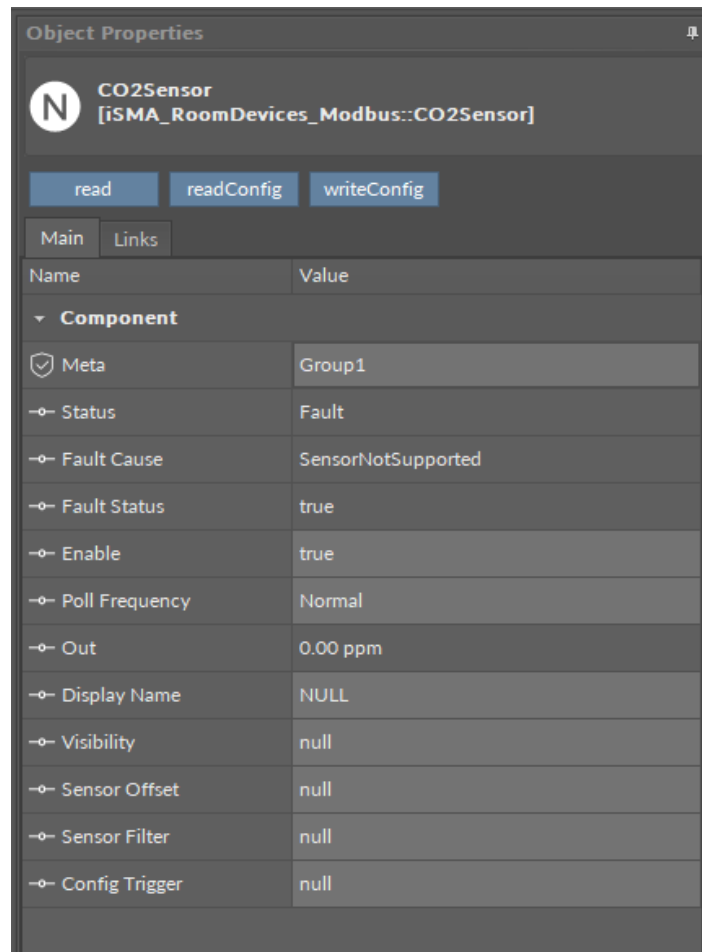 Object Properties
N
CO2Sensor
[iSMA_RoomDevices_Modbus::CO2Sensor]
read readConfig writeConfig
Main Links
Name Value
Component
Meta Group1
Status Fault
Fault Cause SensorNotSupported
Fault Status true
Enable true
Poll Frequency Normal
Out 0.00 ppm
Display Name NULL
Visibility null
Sensor Offset null
Sensor Filter null
Config Trigger null